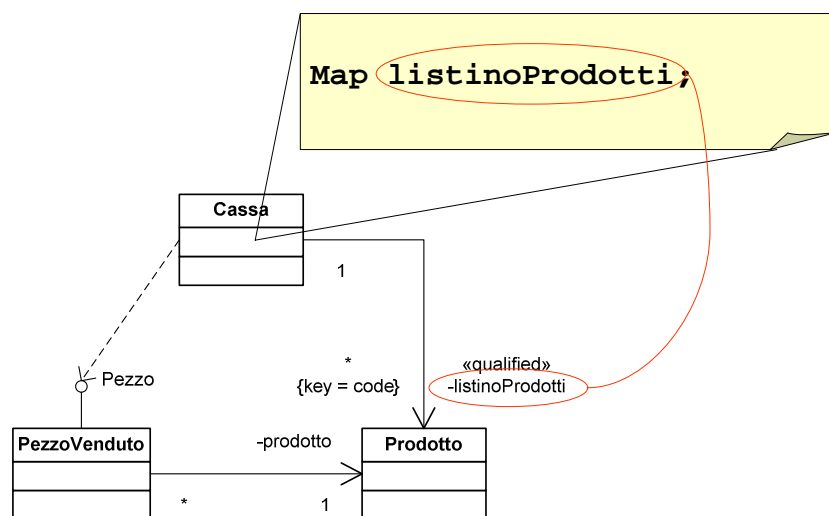 Map listinoProdotti;
Cassa
1
*
{key = code}
«qualified»
-listinoProdotti
Pezzo
PezzoVenduto
-prodotto
Prodotto
*
1